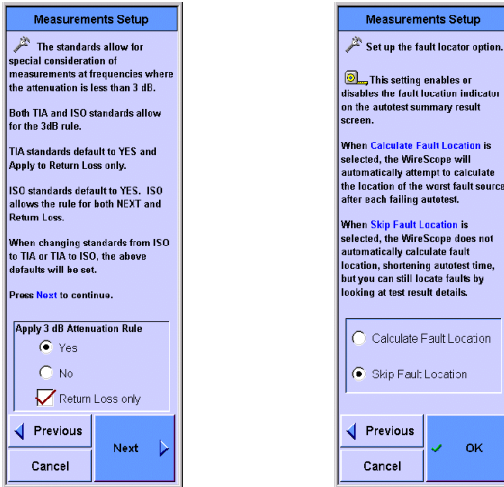 Measurements Setup
The standards allow for
special consideration of
measurements at frequencies where
the attenuation is less than 3 dB.
Both TIA and ISO standards allow
for the 3dB rule.
TIA standards default to YES and
Apply to Return Loss only.
ISO standards default to YES. ISO
allows the rule for both NEXT and
Return Loss.
When changing standards from ISO
to TIA or TIA to ISO, the above
defaults will be set.
Press Next to continue.
Apply 3 dB Attenuation Rule
Yes
No
Return Loss only
Previous
Next
Cancel
Measurements Setup
Set up the fault locator option.
This setting enables or
disables the fault location indicator
on the autotest summary result
screen.
When Calculate Fault Location is
selected, the WireScope will
automatically attempt to calculate
the location of the worst fault source
after each failing autotest.
When Skip Fault Location is
selected, the WireScope does not
automatically calculate fault
location, shortening autotest time,
but you can still locate faults by
looking at test result details.
Calculate Fault Location
Skip Fault Location
Previous
OK
Cancel